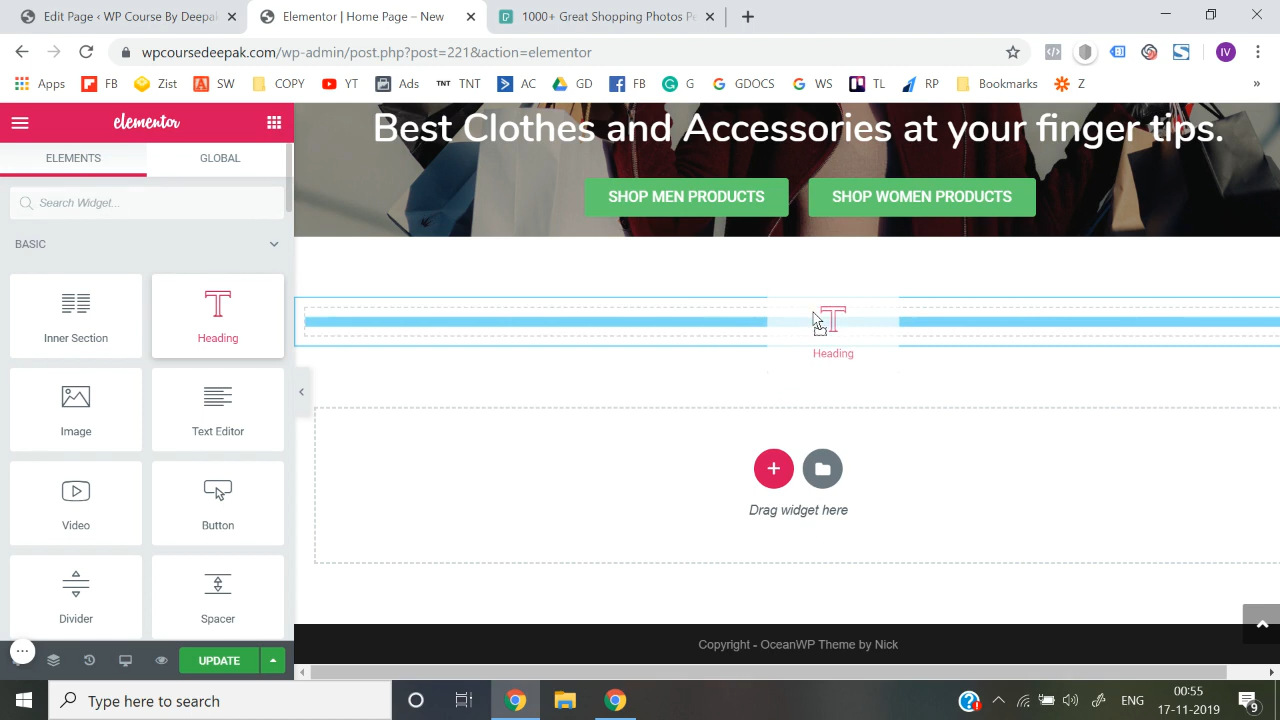 Edit Page ‹ WP Course By Deepak
Elementor | Home Page – New
1000+ Great Shopping Photos Pe
wpcoursedeepak.com/wp-admin/post.php?post=221&action=elementor
IV
Apps FB Zist SW COPY YT Ads TNT TNT AC GD FB G GDOCS WS TL RP Bookmarks Z »
elementor
ELEMENTS GLOBAL
Search Widget...
BASIC
Inner Section
Heading
Image
Text Editor
Video
Button
Divider
Spacer
UPDATE
Best Clothes and Accessories at your finger tips.
SHOP MEN PRODUCTS SHOP WOMEN PRODUCTS
Heading
Drag widget here
Copyright - OceanWP Theme by Nick
Type here to search
ENG
00:55
17-11-2019
9